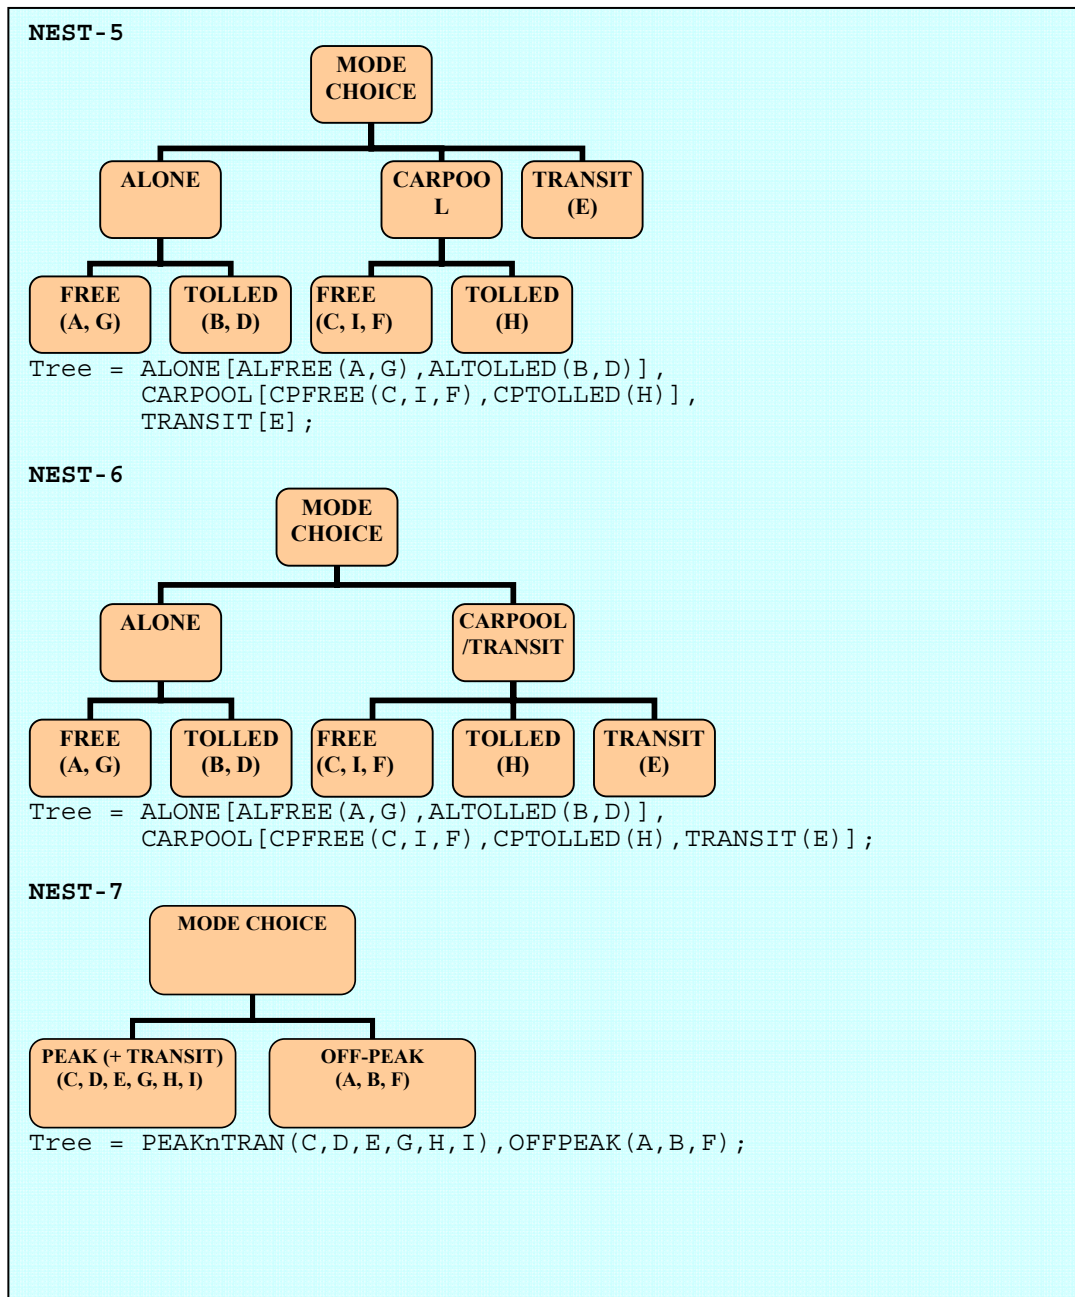 NEST-5
MODE
CHOICE
ALONE
CARPOO
L
TRANSIT
(E)
FREE
(A, G)
TOLLED
(B, D)
FREE
(C, I, F)
TOLLED
(H)
Tree = ALONE[ALFREE(A,G),ALTOLLED(B,D)],
CARPOOL[CPFREE(C,I,F),CPTOLLED(H)],
TRANSIT[E];
NEST-6
MODE
CHOICE
ALONE
CARPOOL
/TRANSIT
FREE
(A, G)
TOLLED
(B, D)
FREE
(C, I, F)
TOLLED
(H)
TRANSIT
(E)
Tree = ALONE[ALFREE(A,G),ALTOLLED(B,D)],
CARPOOL[CPFREE(C,I,F),CPTOLLED(H),TRANSIT(E)];
NEST-7
MODE CHOICE
PEAK (+ TRANSIT)
(C, D, E, G, H, I)
OFF-PEAK
(A, B, F)
Tree = PEAKnTRAN(C,D,E,G,H,I),OFFPEAK(A,B,F);